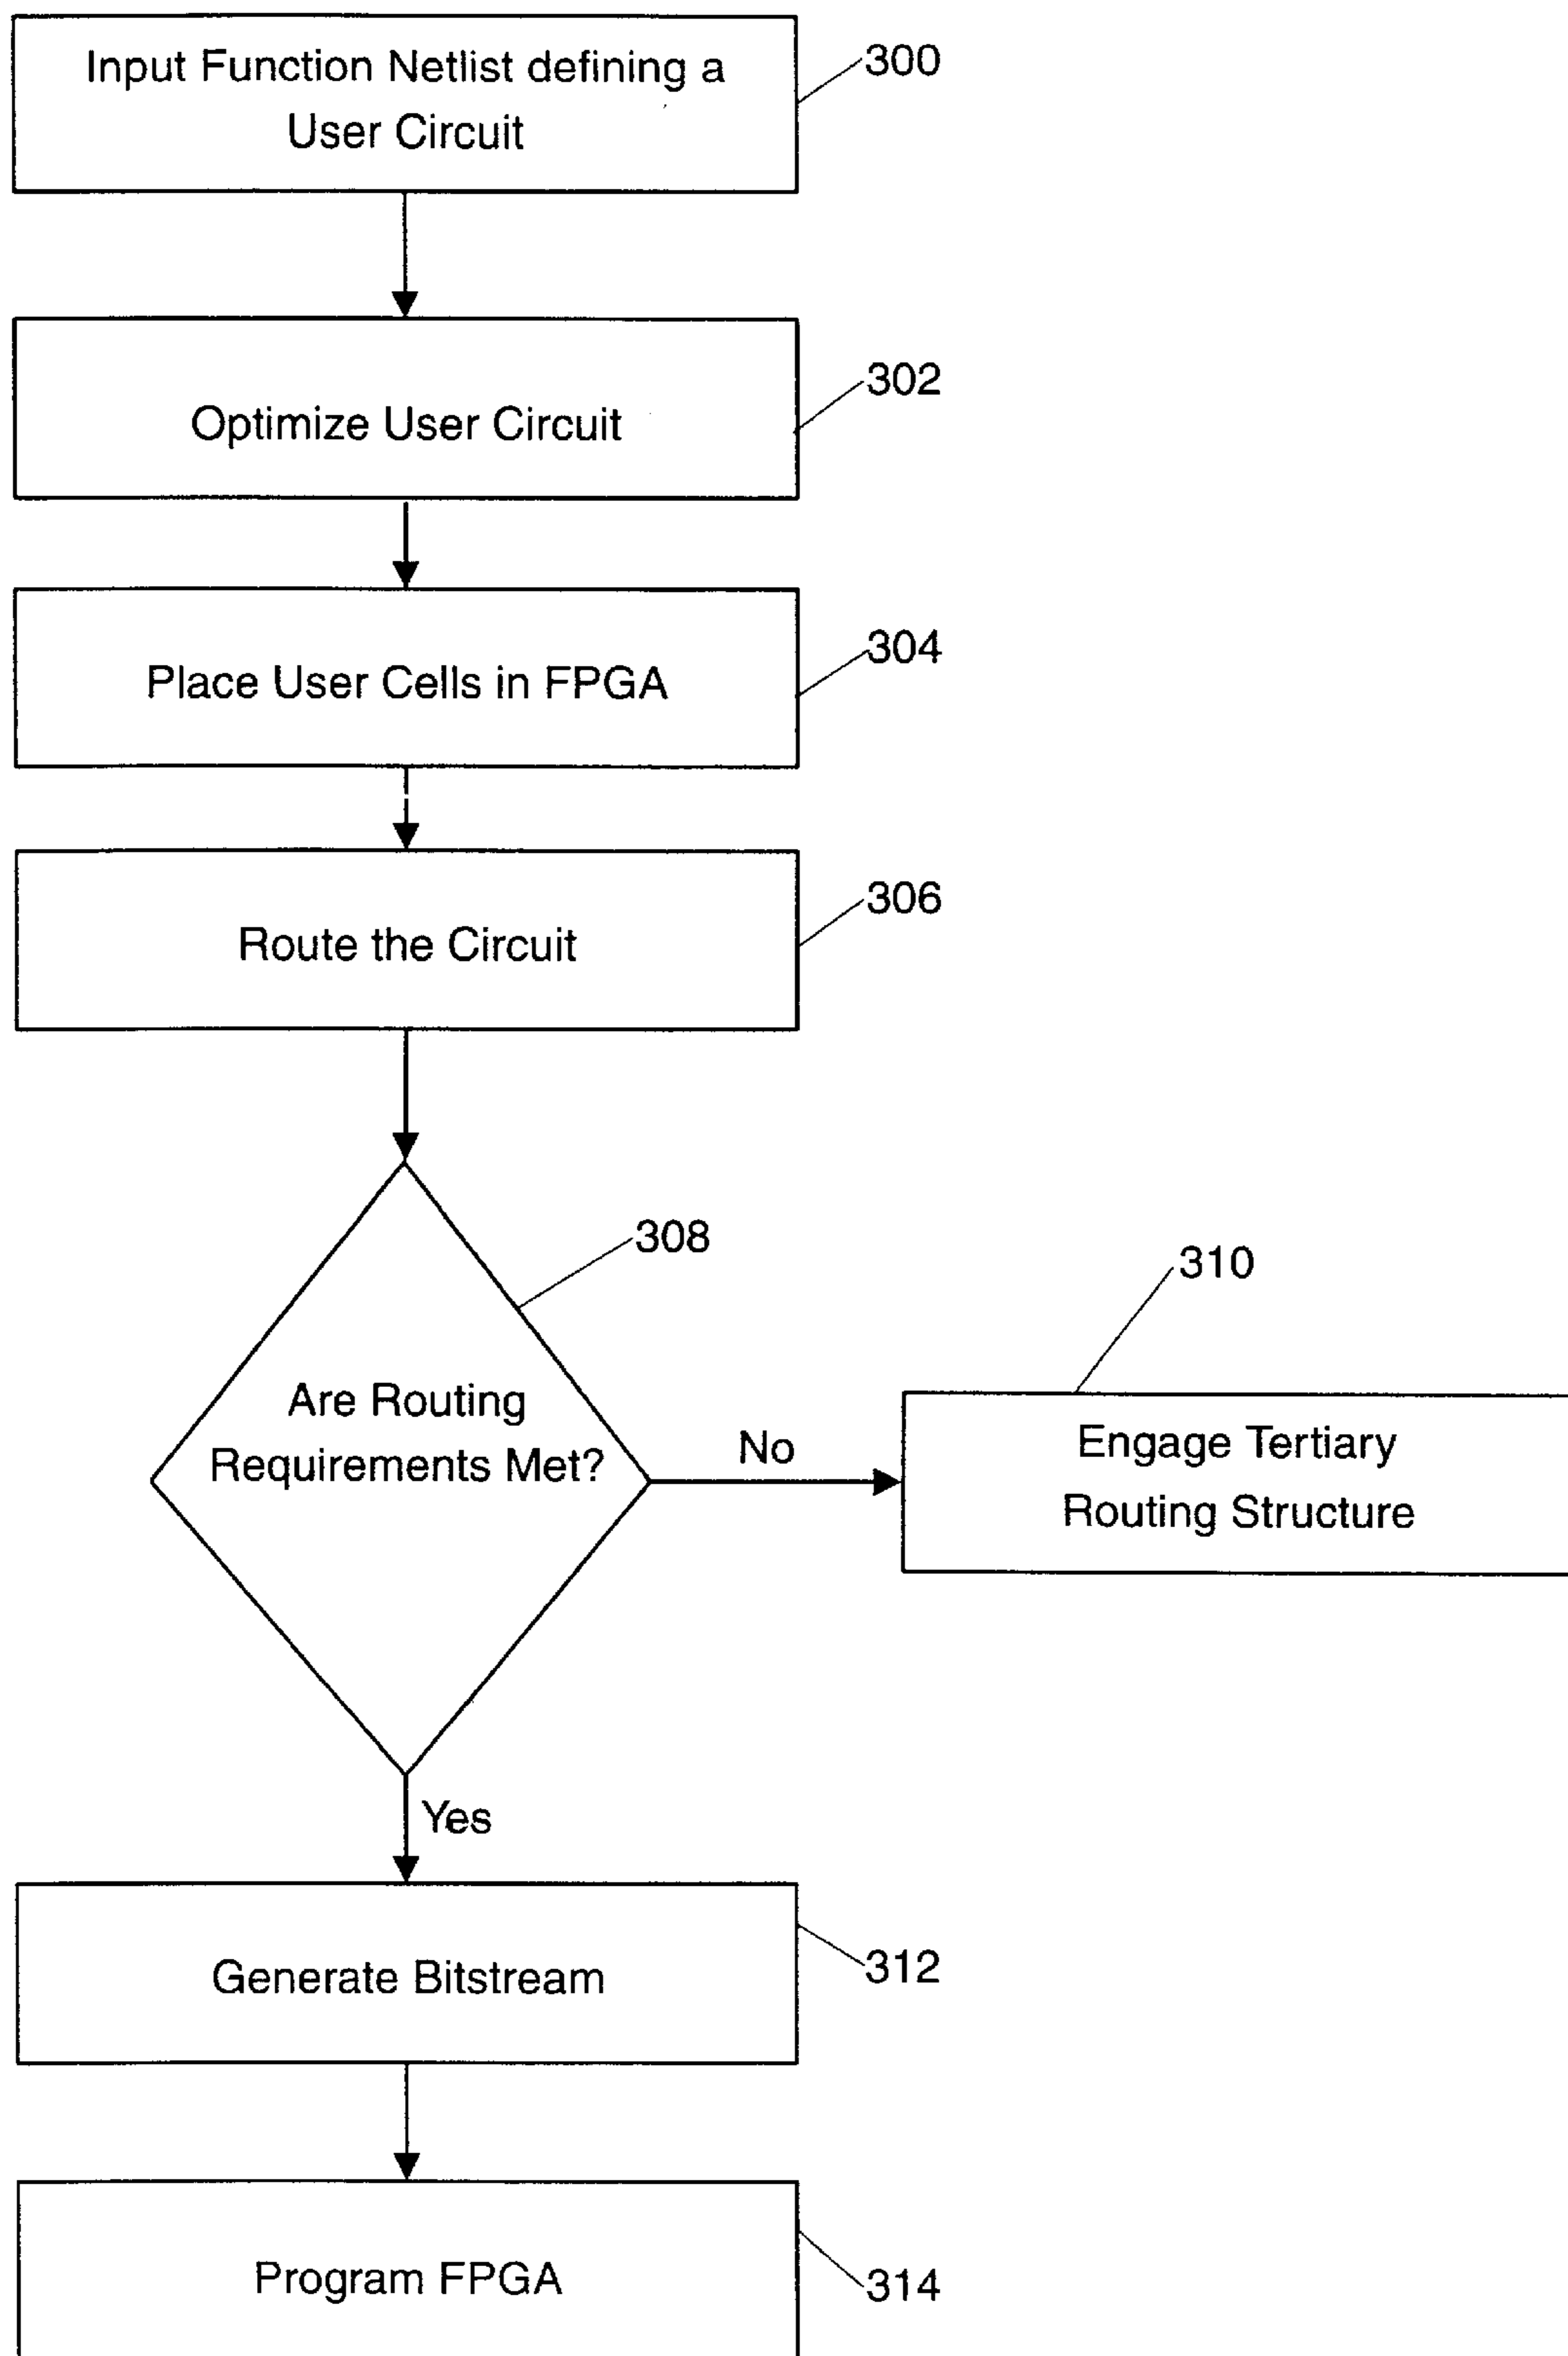 Input Function Netlist defining a
User Circuit
300
Optimize User Circuit
302
Place User Cells in FPGA
304
Route the Circuit
306
308
Are Routing
Requirements Met?
No
310
Engage Tertiary
Routing Structure
Yes
Generate Bitstream
312
Program FPGA
314